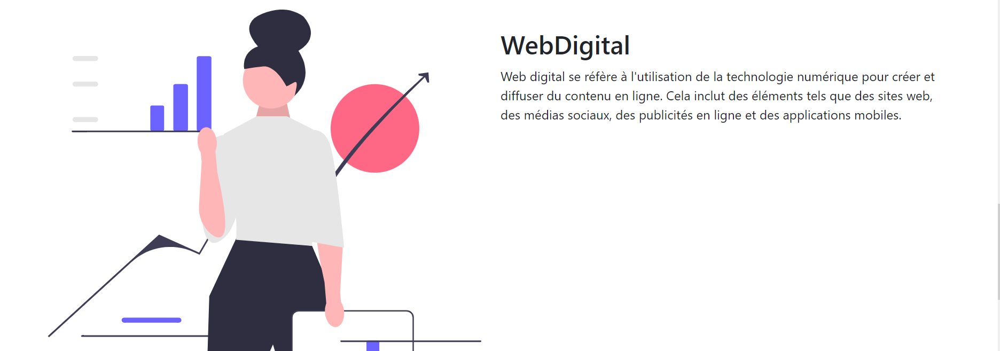 WebDigital
Web digital se réfère à l'utilisation de la technologie numérique pour créer et
diffuser du contenu en ligne. Cela inclut des éléments tels que des sites web,
des médias sociaux, des publicités en ligne et des applications mobiles.